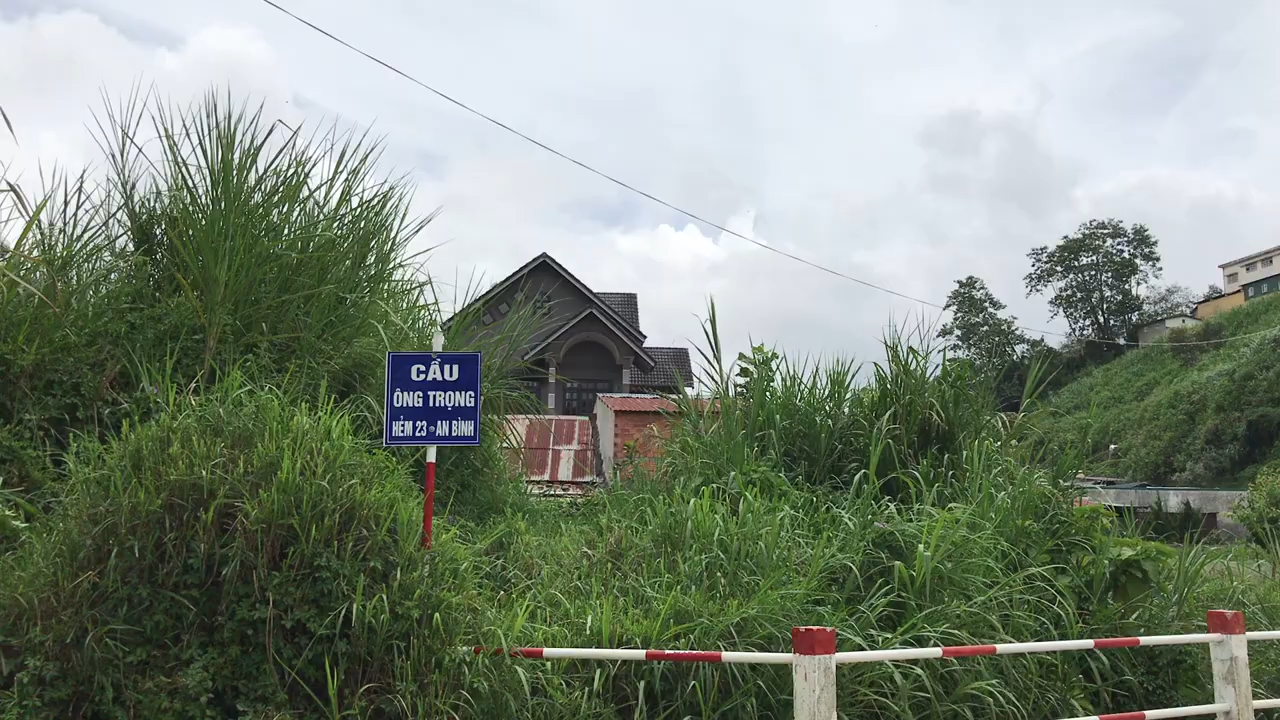 CẦU
ÔNG TRỌNG
HẺM 23 - AN BÌNH